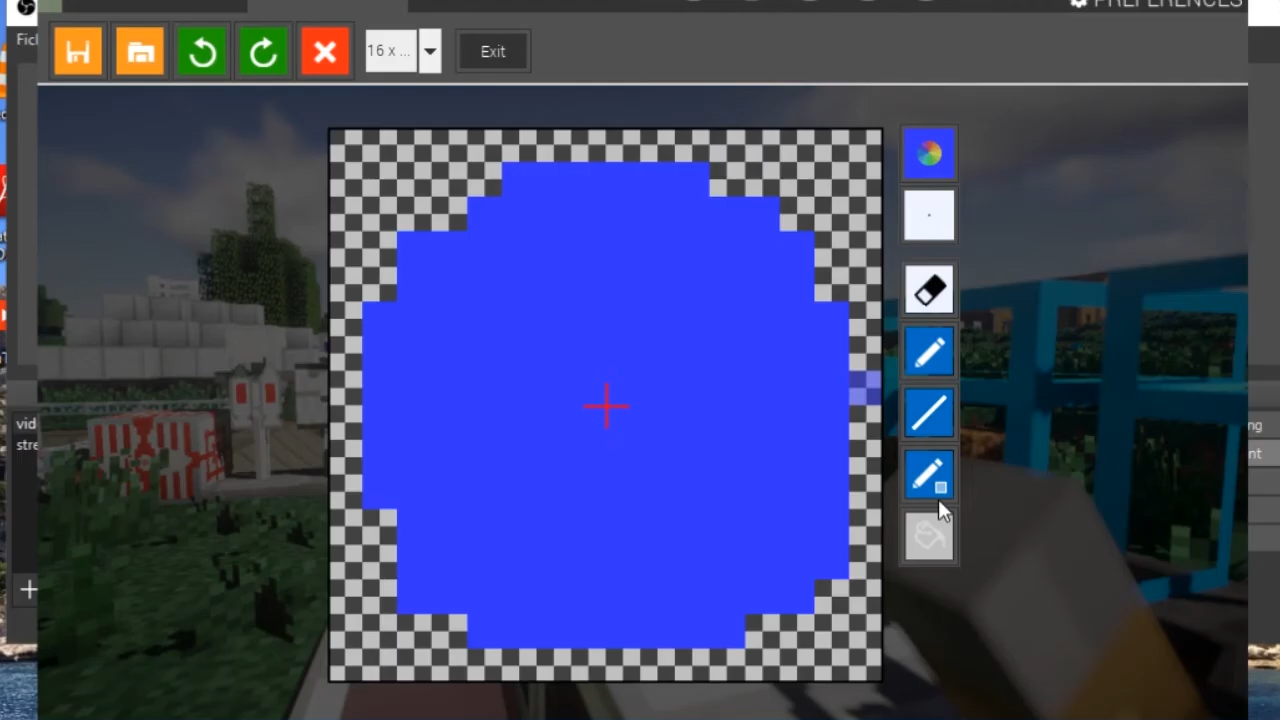 PREFERENCES
Fich
16 x ...
Exit
vid
stre
ng
nt